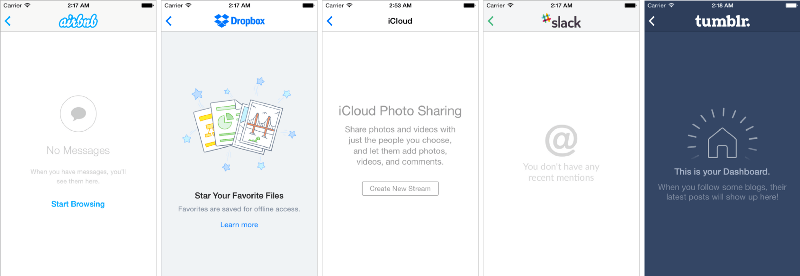 Carrier 2:17 AM
airbnb
No Messages
When you have messages, you'll
see them here.
Start Browsing
Carrier 2:17 AM
Dropbox
Star Your Favorite Files
Favorites are saved for offline access.
Learn more
Carrier 2:53 AM
iCloud
iCloud Photo Sharing
Share photos and videos with
just the people you choose,
and let them add photos,
videos, and comments.
Create New Stream
Carrier 2:17 AM
slack
@
You don't have any
recent mentions
Carrier 2:18 AM
tumblr.
This is your Dashboard.
When you follow some blogs, their
latest posts will show up here!